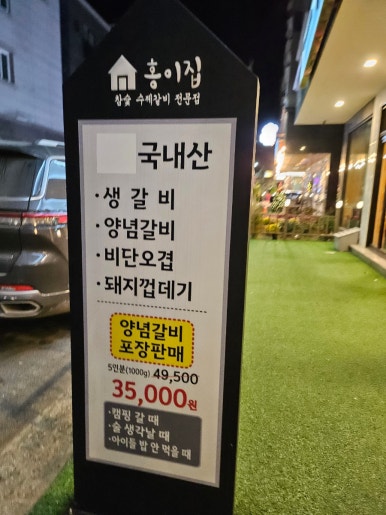 홍이집
참숯 수제갈비 전문점
국내산
·생갈비
·양념갈비
·비단오겹
·돼지껍데기
양념갈비
포장판매
5인분(1000g) 49,500
35,000원
·캠핑 갈 때
·술 생각날 때
·아이들 밥 안 먹을 때